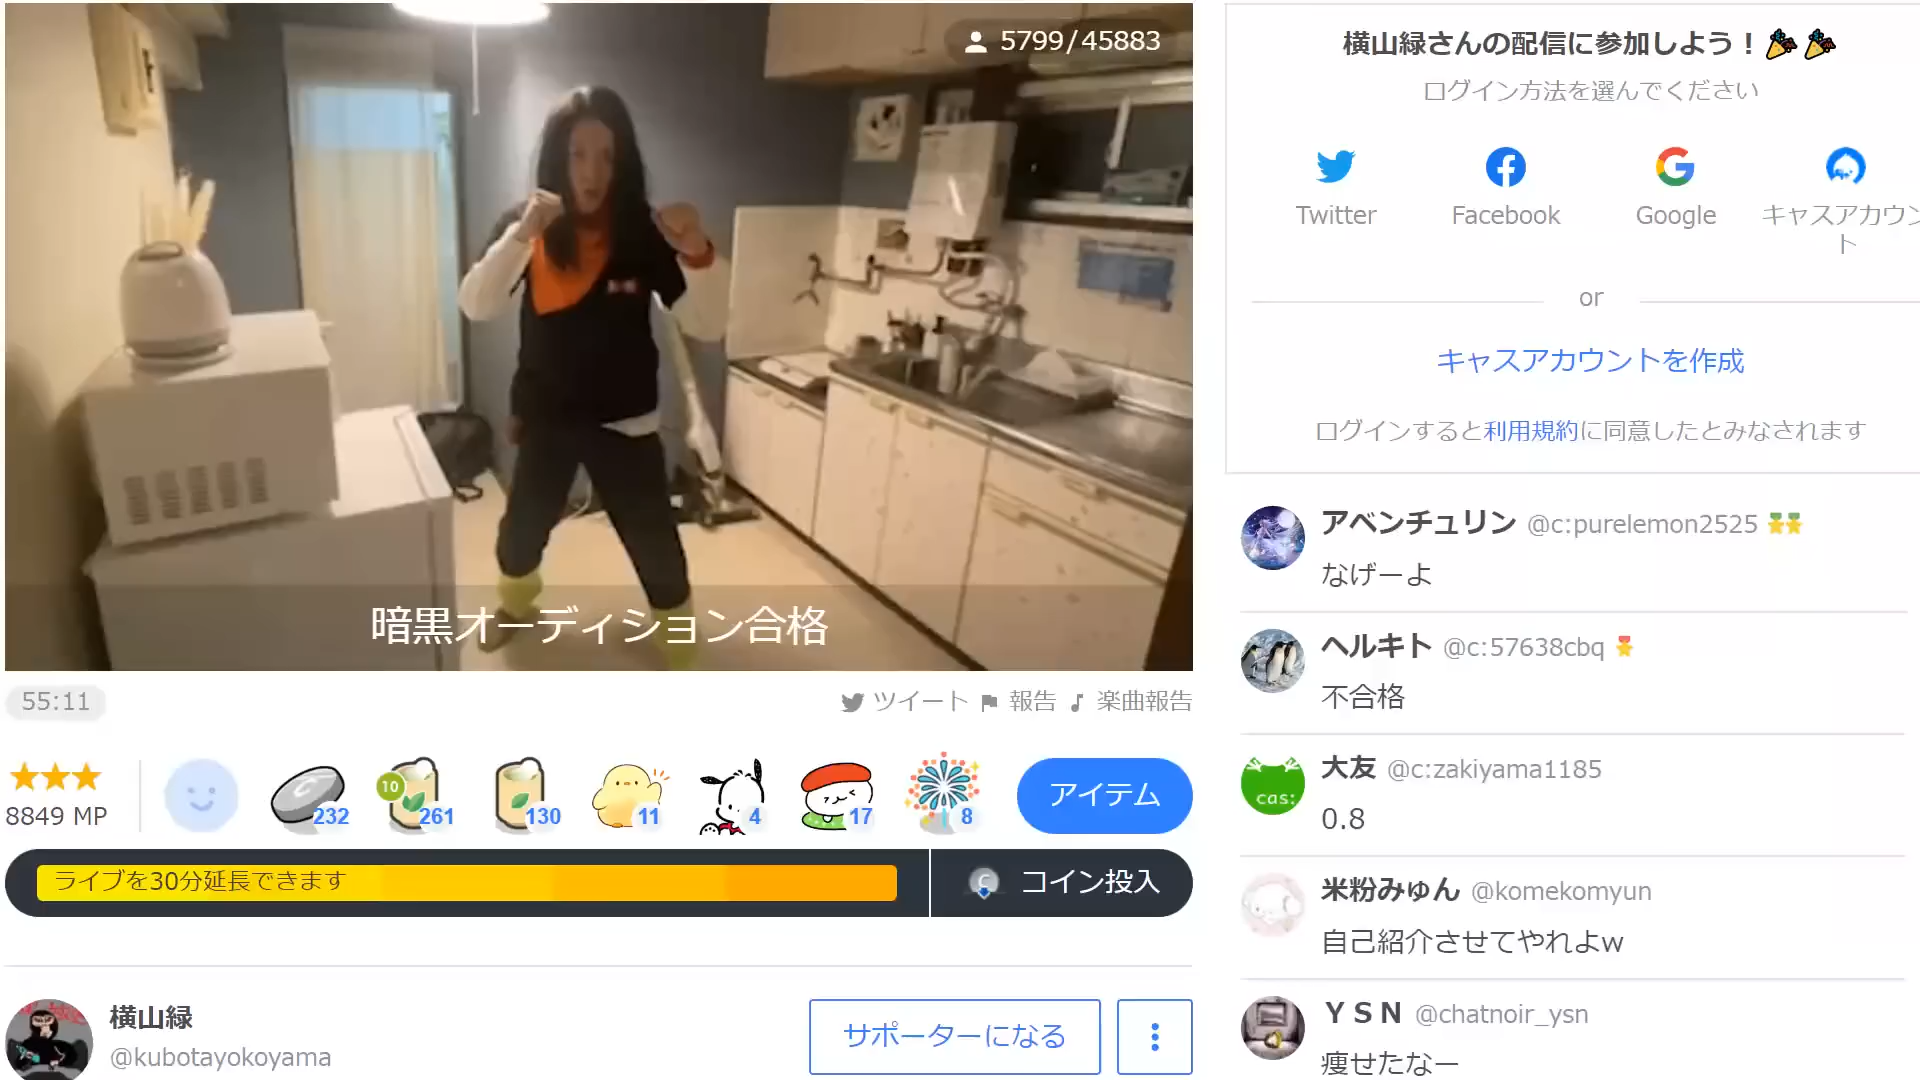 5799/45883
暗黒オーディション合格
55:11
ツイート
報告
楽曲報告
8849 MP
232
10
261
130
11
4
17
8
アイテム
ライブを30分延長できます
コイン投入
横山緑
@kubotayokoyama
サポーターになる
横山緑さんの配信に参加しよう！
ログイン方法を選んでください
Twitter
Facebook
Google
キャスアカウン
ト
or
キャスアカウントを作成
ログインすると利用規約に同意したとみなされます
アベンチュリン @c:purelemon2525
なげーよ
ヘルキト @c:57638cbq
不合格
cas:
大友 @c:zakiyama1185
0.8
米粉みゅん @komekomyun
自己紹介させてやれよw
ＹＳＮ @chatnoir_ysn
痩せたなー